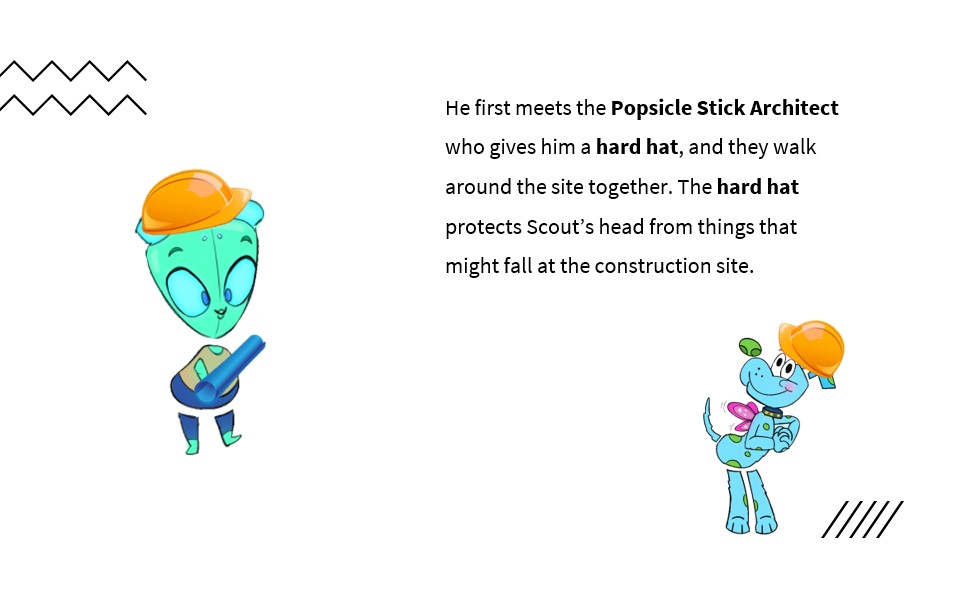 He first meets the Popsicle Stick Architect
who gives him a hard hat, and they walk
around the site together. The hard hat
protects Scout’s head from things that
might fall at the construction site.